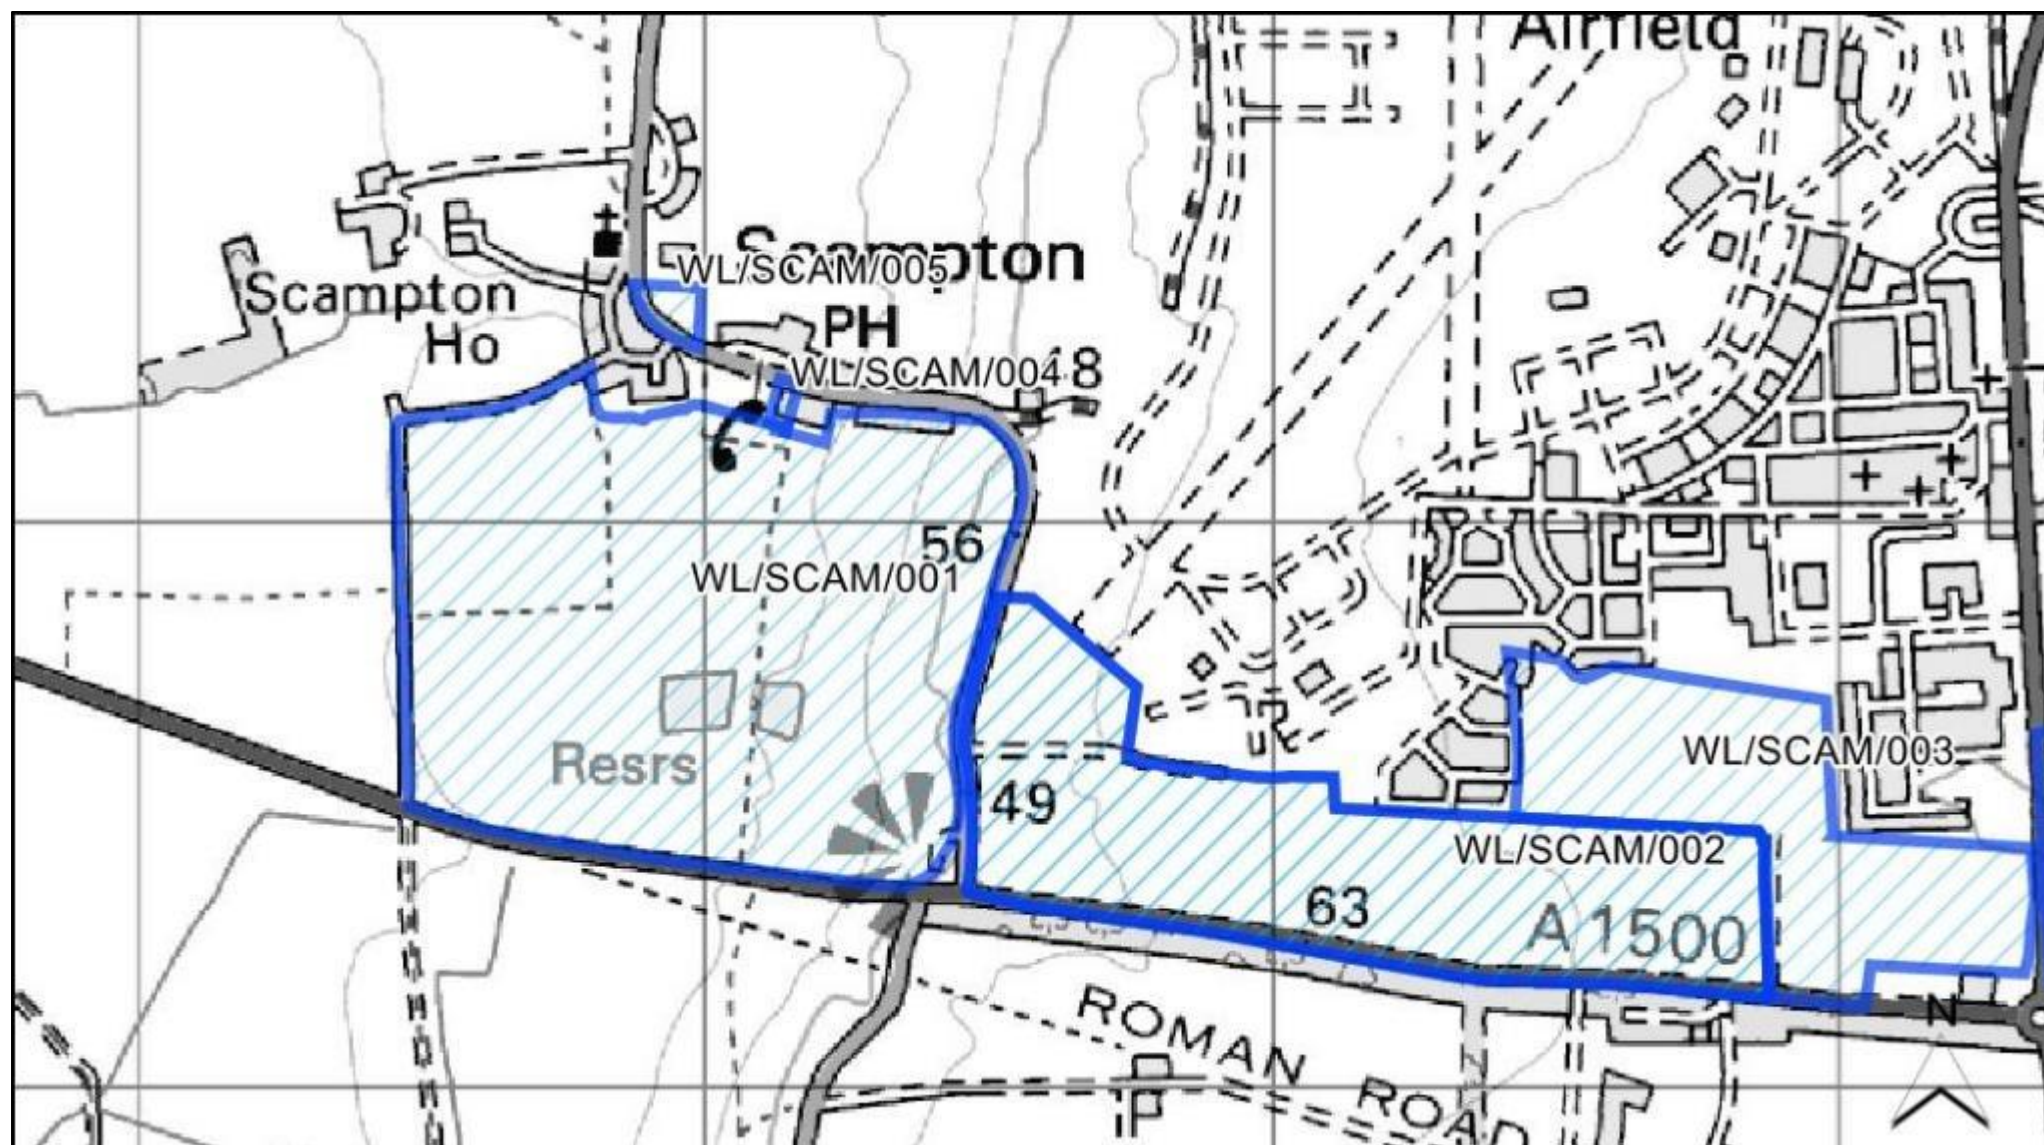 Airfield
Scampton
WL/SCAM/005
Scampton
Ho
PH
WL/SCAM/004
48
56
WL/SCAM/001
Resrs
49
WL/SCAM/003
WL/SCAM/002
63
A 1500
ROMAN ROAD
N